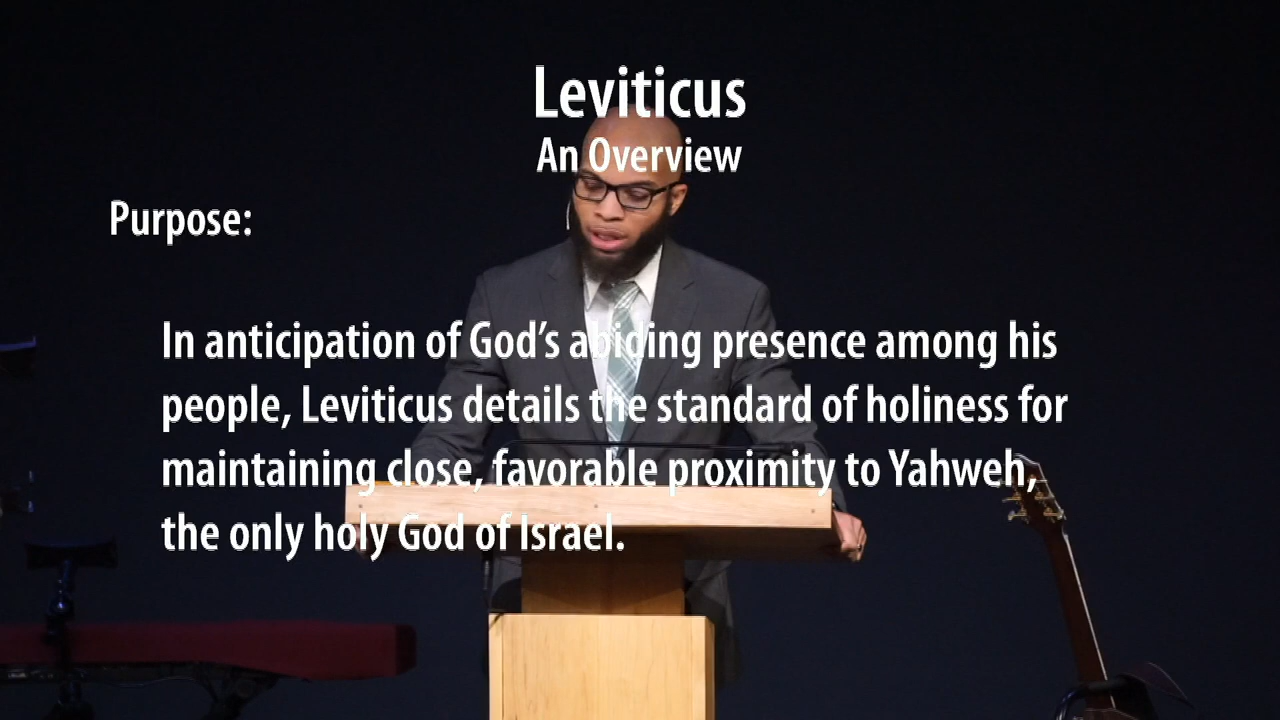 Leviticus
An Overview
Purpose:
In anticipation of God’s abiding presence among his
people, Leviticus details the standard of holiness for
maintaining close, favorable proximity to Yahweh,
the only holy God of Israel.